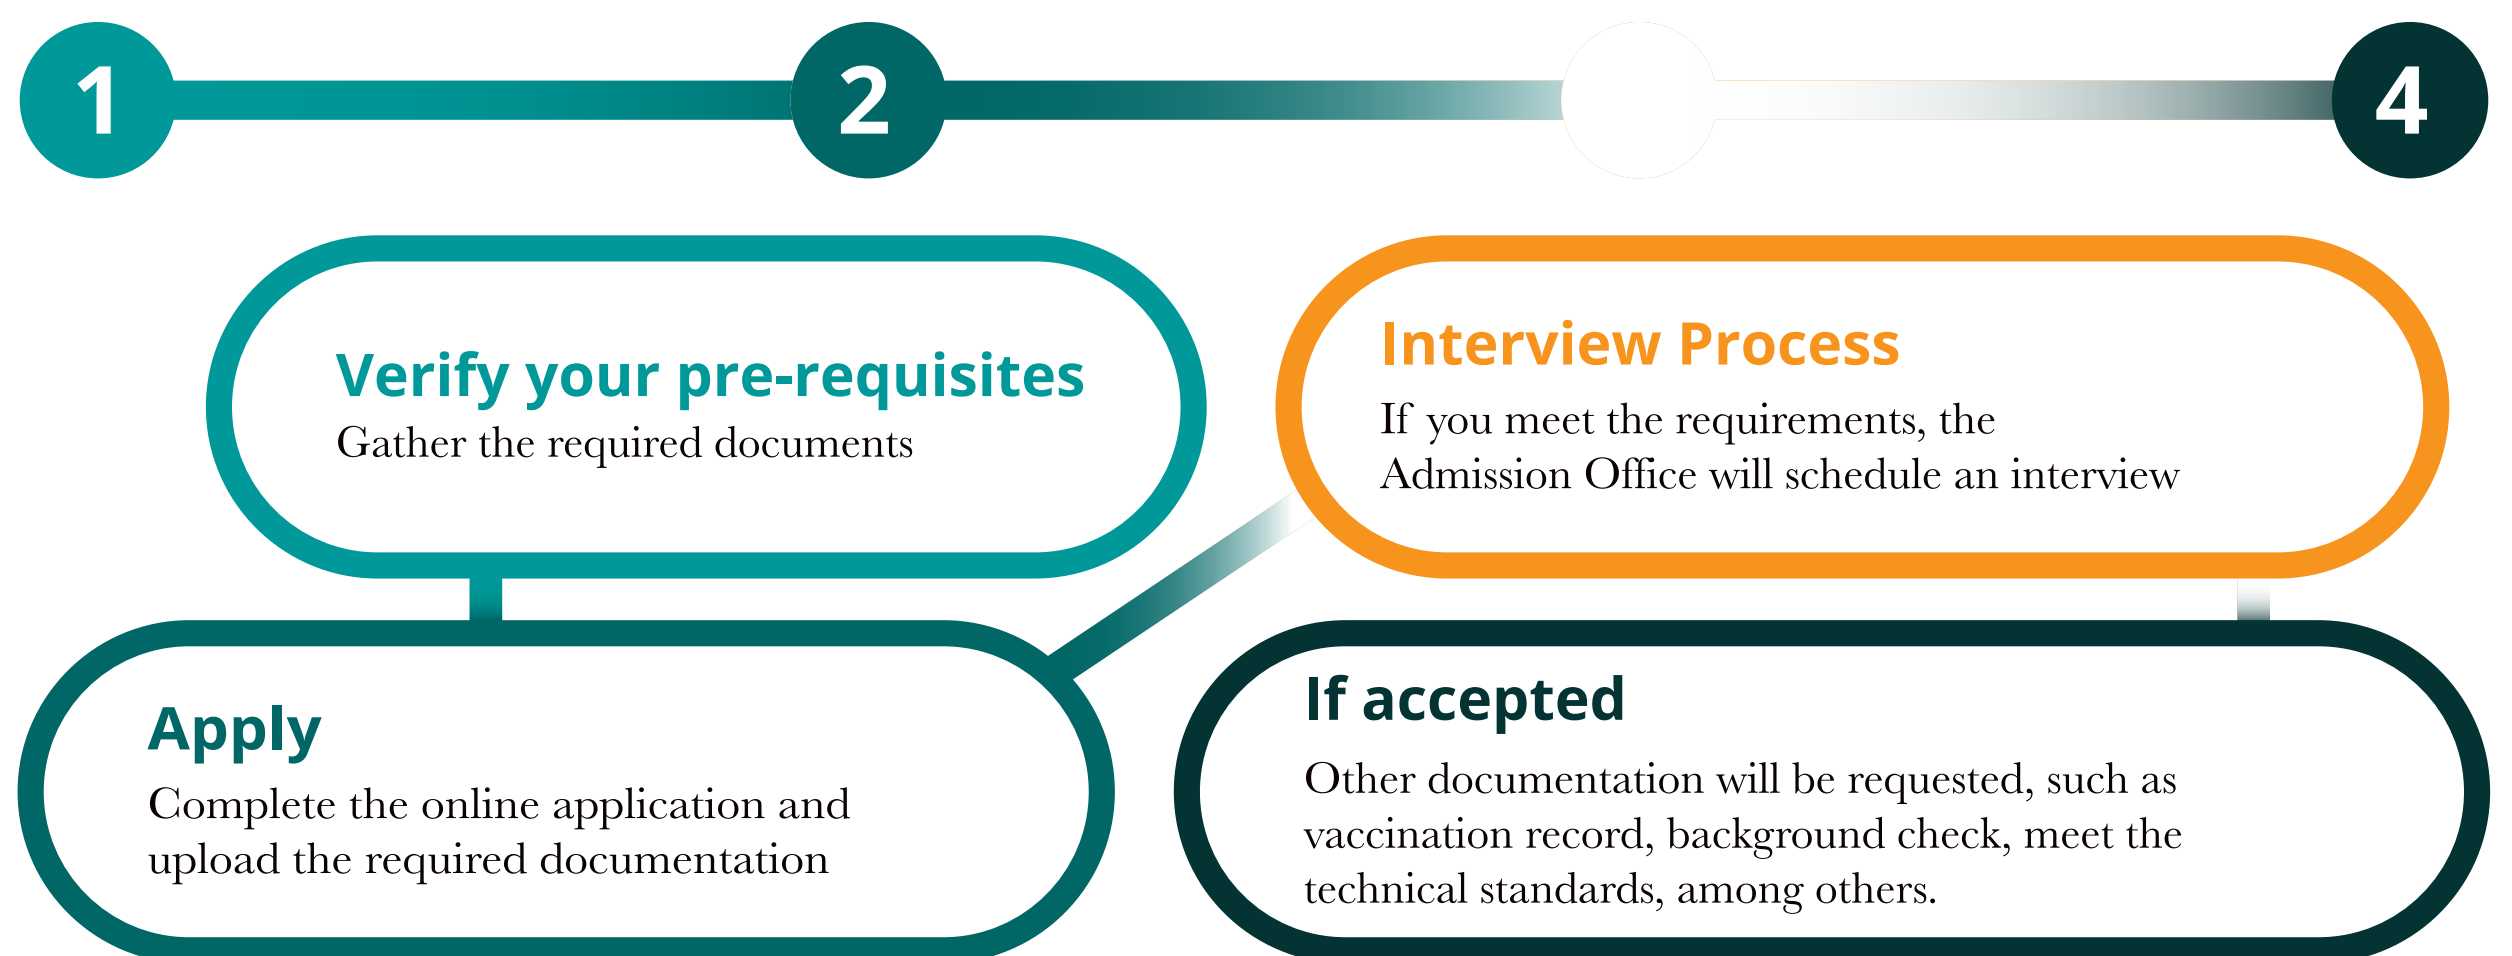 1
2
4
Verify your pre-requisites
Gather the required documents
Apply
Complete the online application and
upload the required documentation
Interview Process
If you meet the requirements, the
Admission Office will schedule an interview
If accepted
Other documentation will be requested, such as
vaccination record, background check, meet the
technical standards, among others.